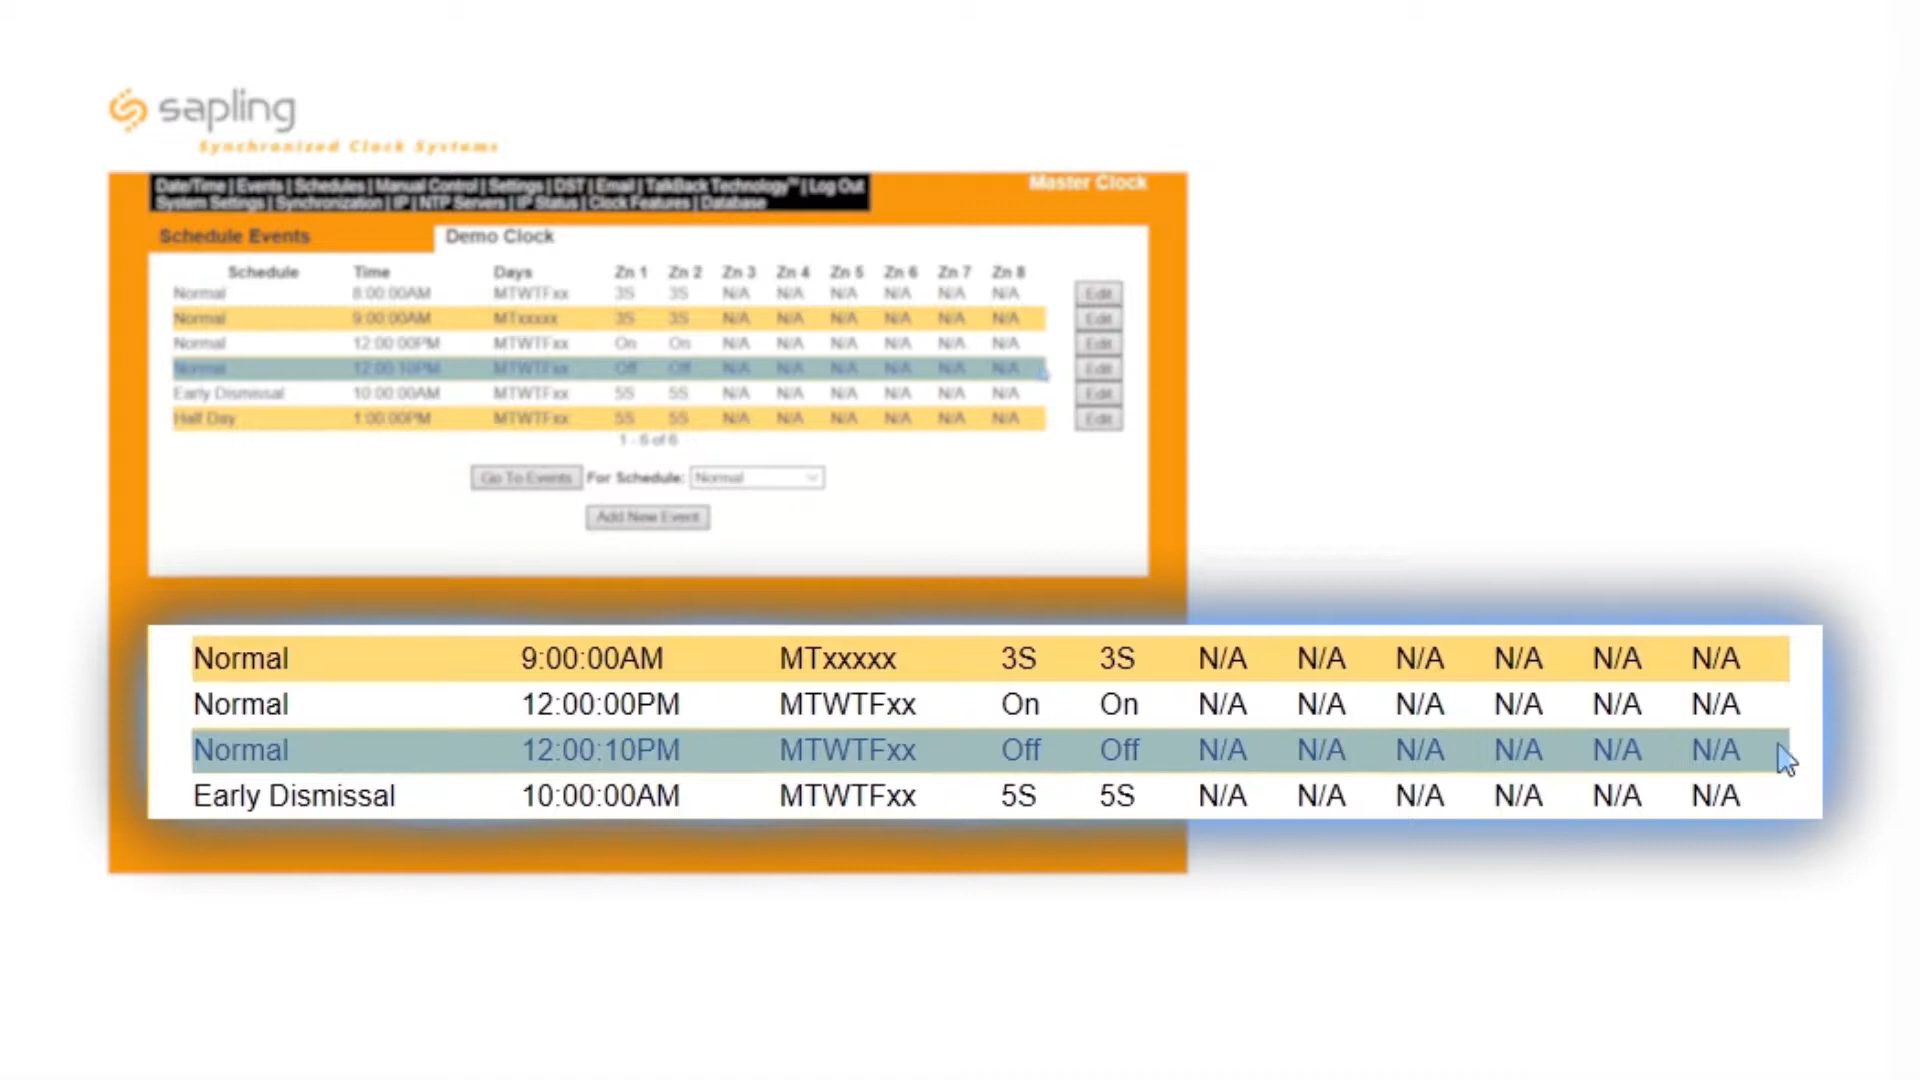 sapling
Synchronized Clock Systems
Date/Time | Events | Schedules | Manual Control | Settings | DST | Email | TalkBack Technology™ | Log Out
System Settings | Synchronization | IP | NTP Servers | IP Status | Clock Features | Database
Master Clock
Schedule Events Demo Clock
Schedule Time Days Zn 1 Zn 2 Zn 3 Zn 4 Zn 5 Zn 6 Zn 7 Zn 8
Normal 8:00:00AM MTWTFxx 3S 3S N/A N/A N/A N/A N/A N/A Edit
Normal 9:00:00AM MTxxxxx 3S 3S N/A N/A N/A N/A N/A N/A Edit
Normal 12:00:00PM MTWTFxx On On N/A N/A N/A N/A N/A N/A Edit
Normal 12:00:10PM MTWTFxx Off Off N/A N/A N/A N/A N/A N/A Edit
Early Dismissal 10:00:00AM MTWTFxx 5S 5S N/A N/A N/A N/A N/A N/A Edit
Half Day 1:00:00PM MTWTFxx 5S 5S N/A N/A N/A N/A N/A N/A Edit
1 - 6 of 6
Go To Events For Schedule: Normal
Add New Event
Normal 9:00:00AM MTxxxxx 3S 3S N/A N/A N/A N/A N/A N/A
Normal 12:00:00PM MTWTFxx On On N/A N/A N/A N/A N/A N/A
Normal 12:00:10PM MTWTFxx Off Off N/A N/A N/A N/A N/A N/A
Early Dismissal 10:00:00AM MTWTFxx 5S 5S N/A N/A N/A N/A N/A N/A